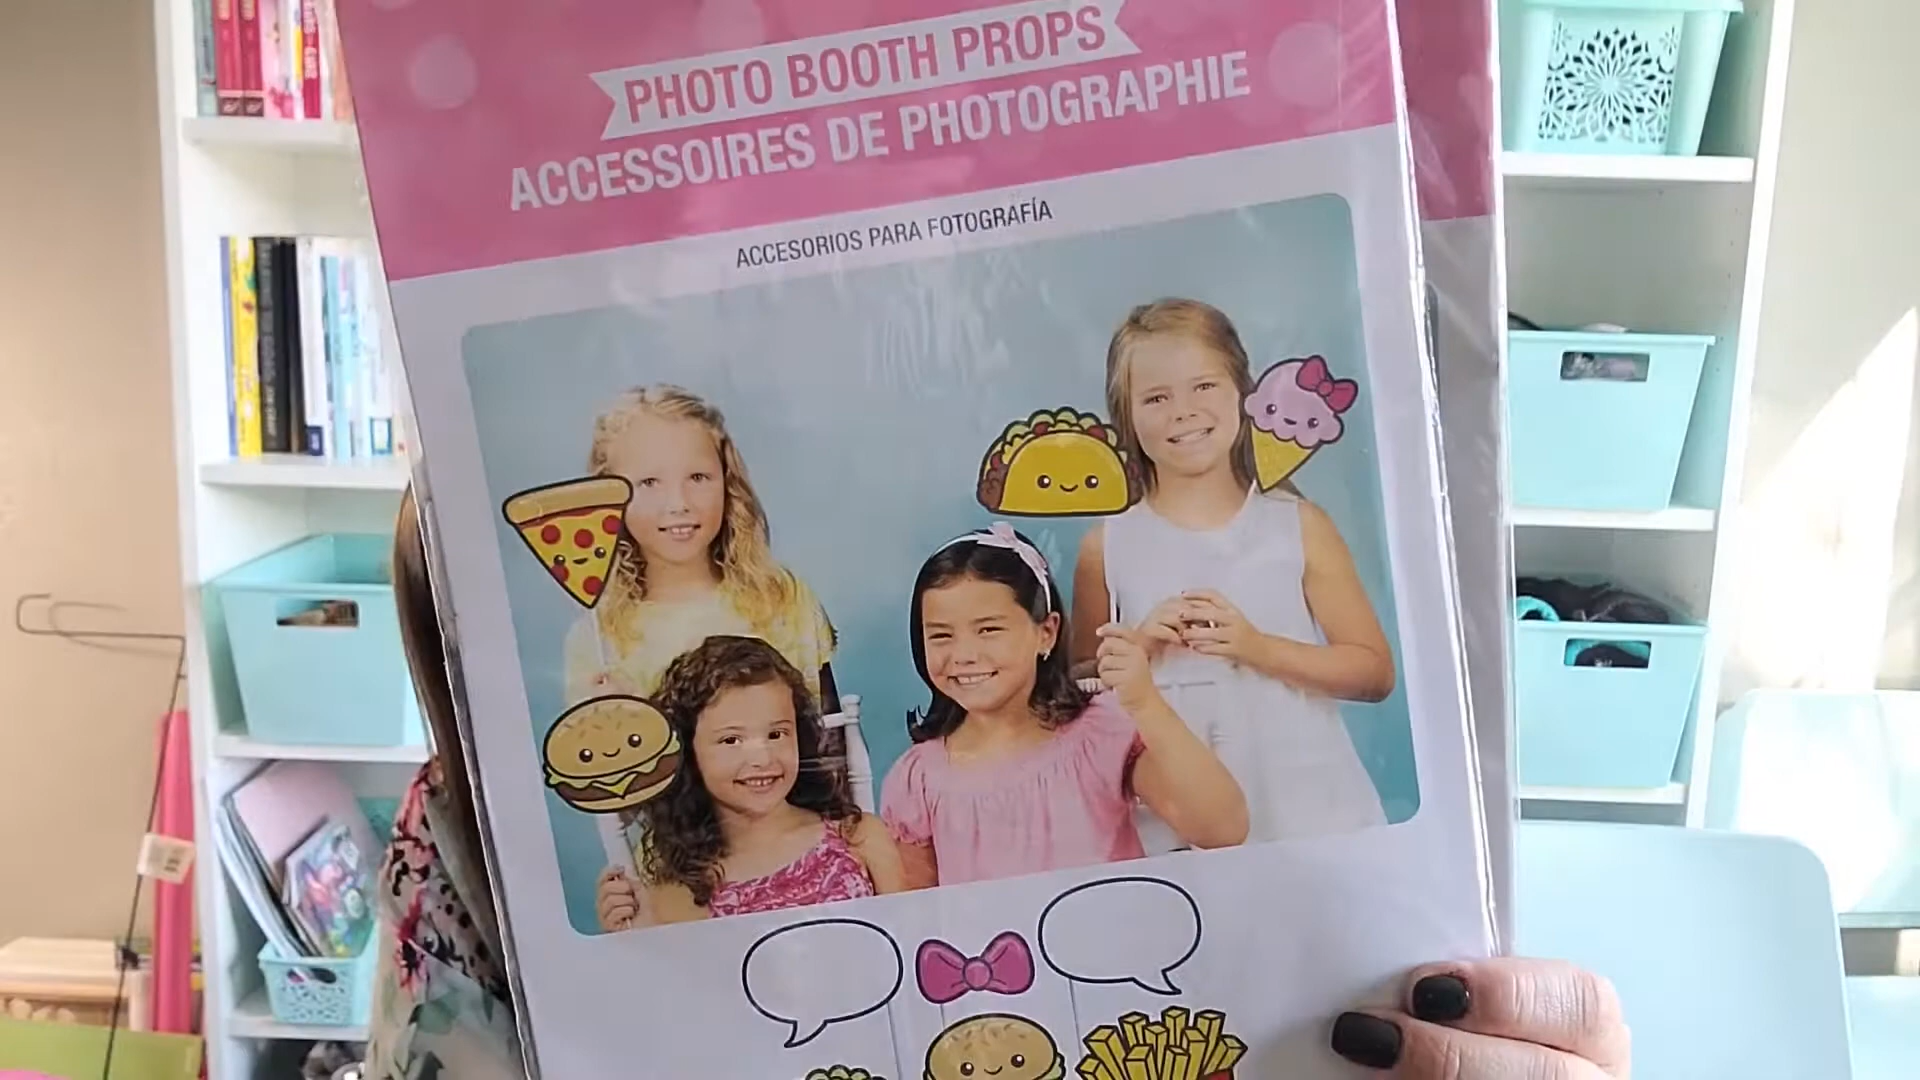 PHOTO BOOTH PROPS
ACCESSOIRES DE PHOTOGRAPHIE
ACCESORIOS PARA FOTOGRAFÍA